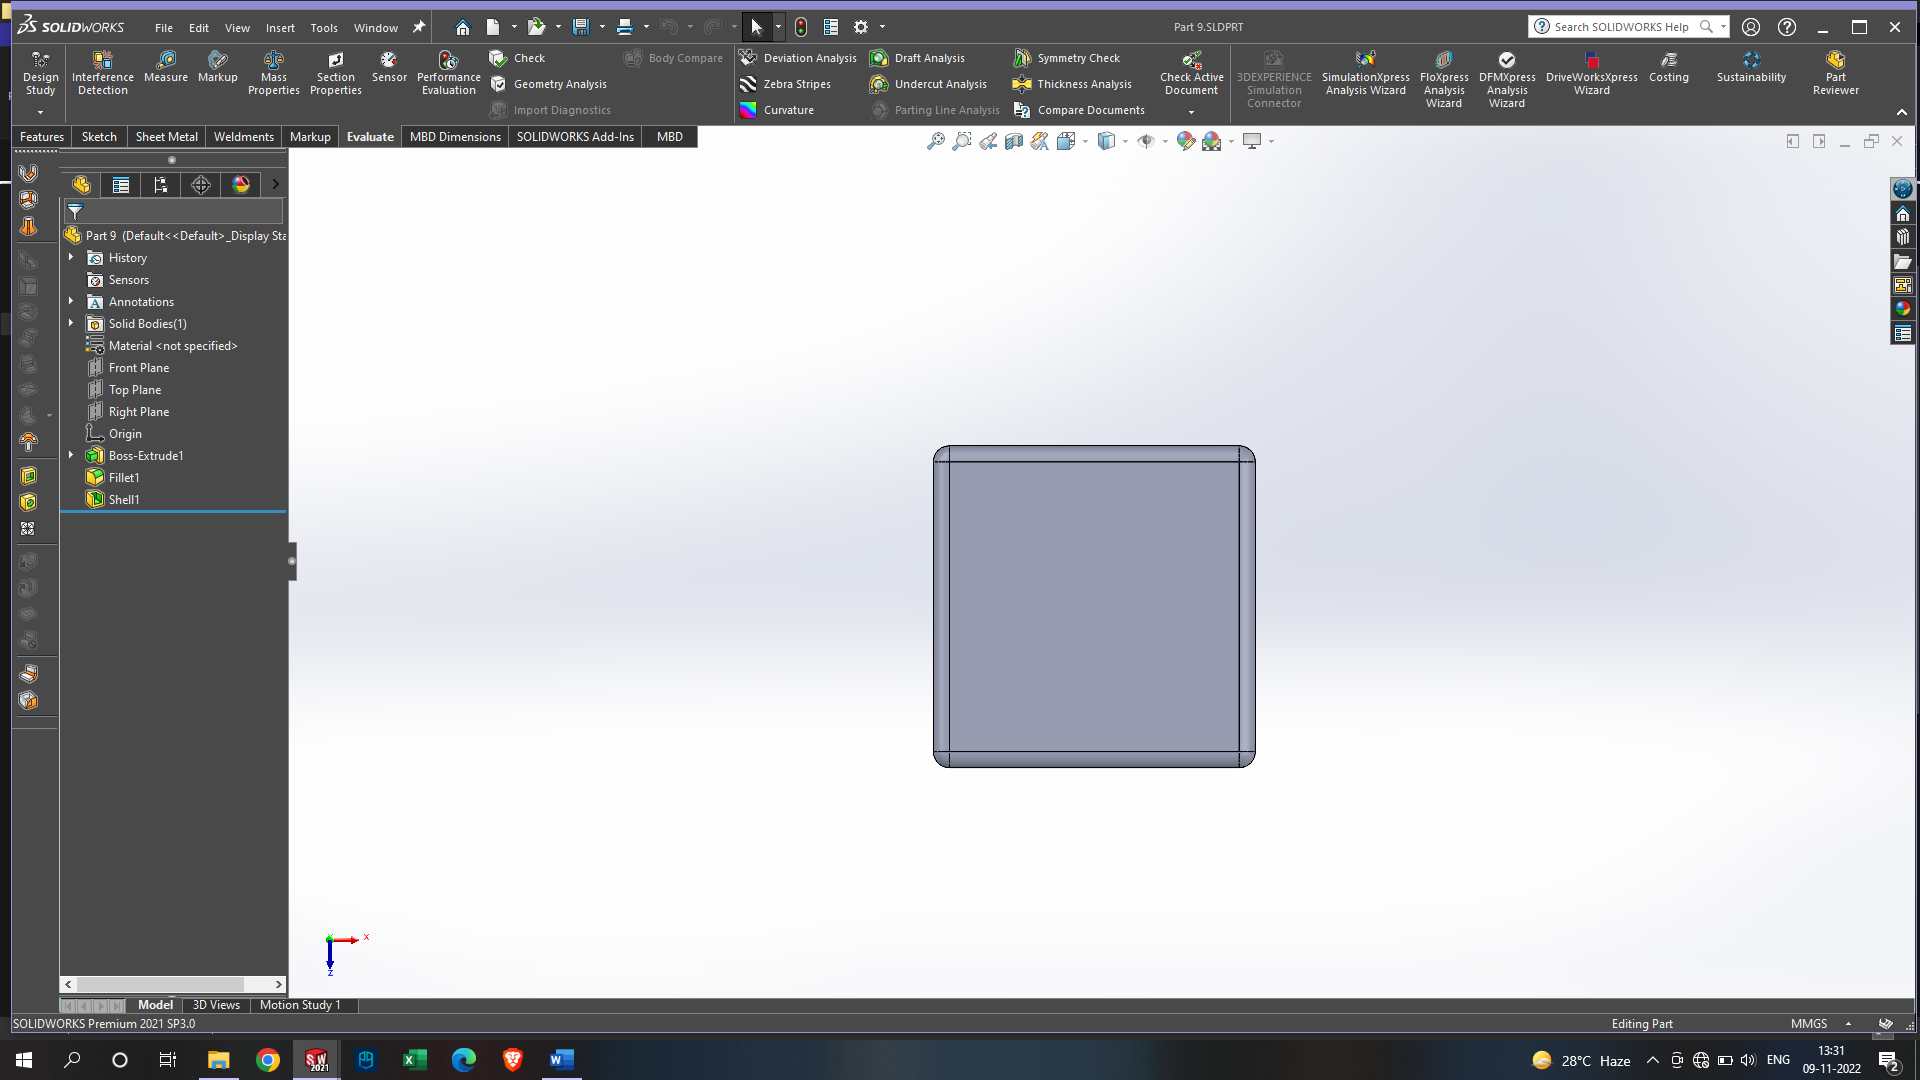 SOLIDWORKS File Edit View Insert Tools Window Part 9.SLDPRT Search SOLIDWORKS Help
Design Study
Interference Detection
Measure
Markup
Mass Properties
Section Properties
Sensor
Performance Evaluation
Check
Geometry Analysis
Import Diagnostics
Body Compare
Deviation Analysis
Zebra Stripes
Curvature
Draft Analysis
Undercut Analysis
Parting Line Analysis
Symmetry Check
Thickness Analysis
Compare Documents
Check Active Document
3DEXPERIENCE Simulation Connector
SimulationXpress Analysis Wizard
FloXpress Analysis Wizard
DFMXpress Analysis Wizard
DriveWorksXpress Wizard
Costing
Sustainability
Part Reviewer
Features Sketch Sheet Metal Weldments Markup Evaluate MBD Dimensions SOLIDWORKS Add-Ins MBD
Part 9 (Default<<Default>_Display Sta
History
Sensors
Annotations
Solid Bodies(1)
Material <not specified>
Front Plane
Top Plane
Right Plane
Origin
Boss-Extrude1
Fillet1
Shell1
Y X
Z
Model 3D Views Motion Study 1
SOLIDWORKS Premium 2021 SP3.0 Editing Part MMGS
28°C Haze ENG 13:31
09-11-2022
2
SW 2021